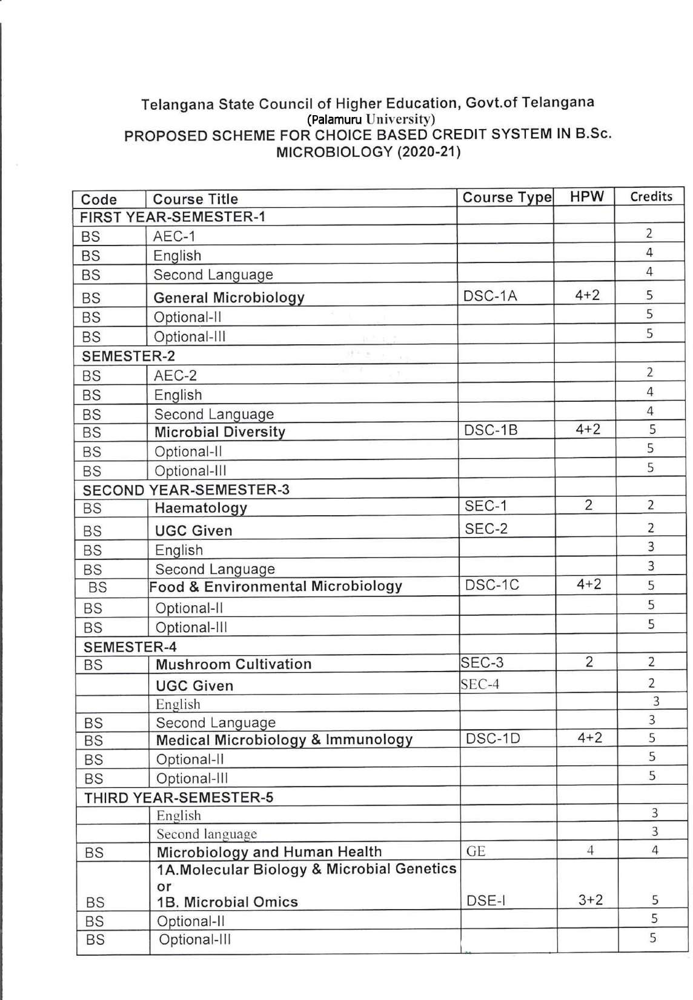 Telangana State Council of Higher Education, Govt.of Telangana
(Palamuru University)
PROPOSED SCHEME FOR CHOICE BASED CREDIT SYSTEM IN B.Sc.
MICROBIOLOGY (2020-21)
Code Course Title Course Type HPW Credits
FIRST YEAR-SEMESTER-1
BS AEC-1 2
BS English 4
BS Second Language 4
BS General Microbiology DSC-1A 4+2 5
BS Optional-II 5
BS Optional-III 5
SEMESTER-2
BS AEC-2 2
BS English 4
BS Second Language 4
BS Microbial Diversity DSC-1B 4+2 5
BS Optional-II 5
BS Optional-III 5
SECOND YEAR-SEMESTER-3
BS Haematology SEC-1 2 2
BS UGC Given SEC-2 2
BS English 3
BS Second Language 3
BS Food & Environmental Microbiology DSC-1C 4+2 5
BS Optional-II 5
BS Optional-III 5
SEMESTER-4
BS Mushroom Cultivation SEC-3 2 2
UGC Given SEC-4 2
English 3
BS Second Language 3
BS Medical Microbiology & Immunology DSC-1D 4+2 5
BS Optional-II 5
BS Optional-III 5
THIRD YEAR-SEMESTER-5
English 3
Second language 3
BS Microbiology and Human Health GE 4 4
1A.Molecular Biology & Microbial Genetics
or
BS 1B. Microbial Omics DSE-I 3+2 5
BS Optional-II 5
BS Optional-III 5